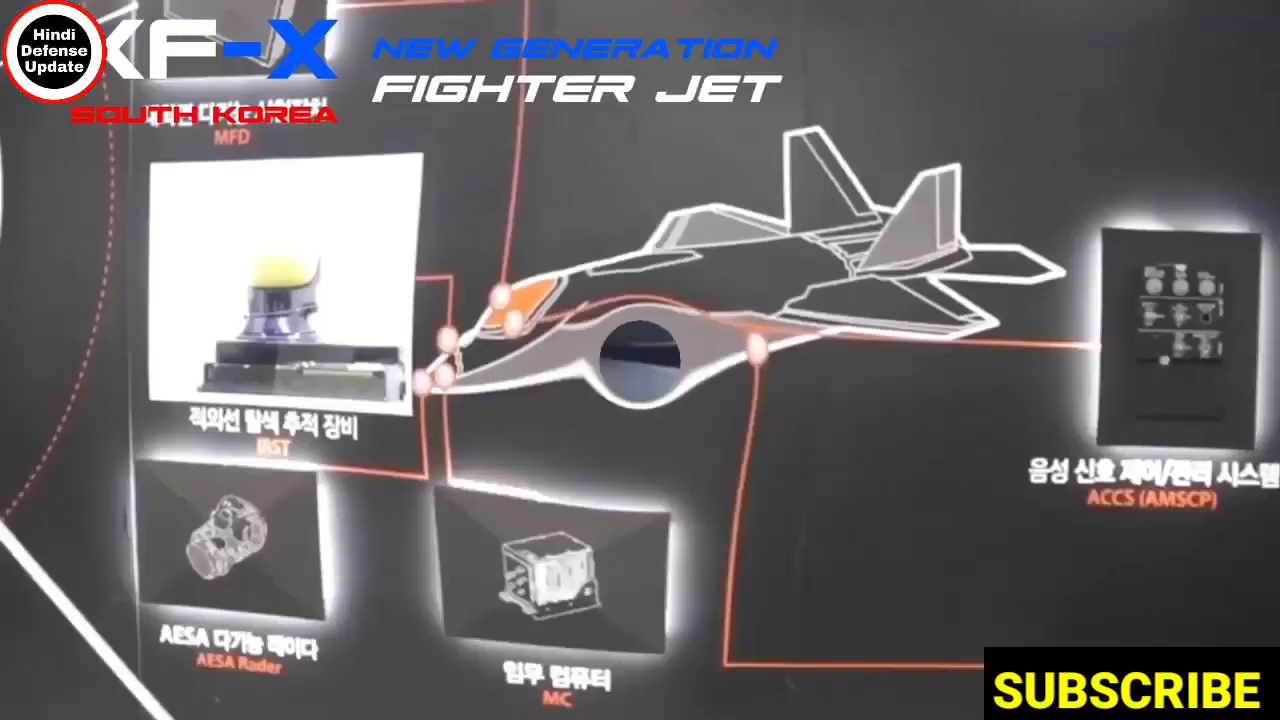 Hindi
Defense
Update
KF-X
NEW GENERATION
FIGHTER JET
SOUTH KOREA
MFD
적외선 탐색 추적 장비
IRST
음성 신호 제어/관리 시스템
ACCS (AMSCP)
AESA 다기능 레이다
AESA Rader
임무 컴퓨터
MC
SUBSCRIBE